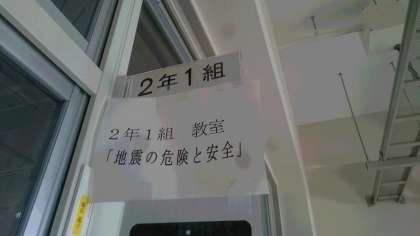 2年1組
2年1組 教室
「地震の危険と安全」